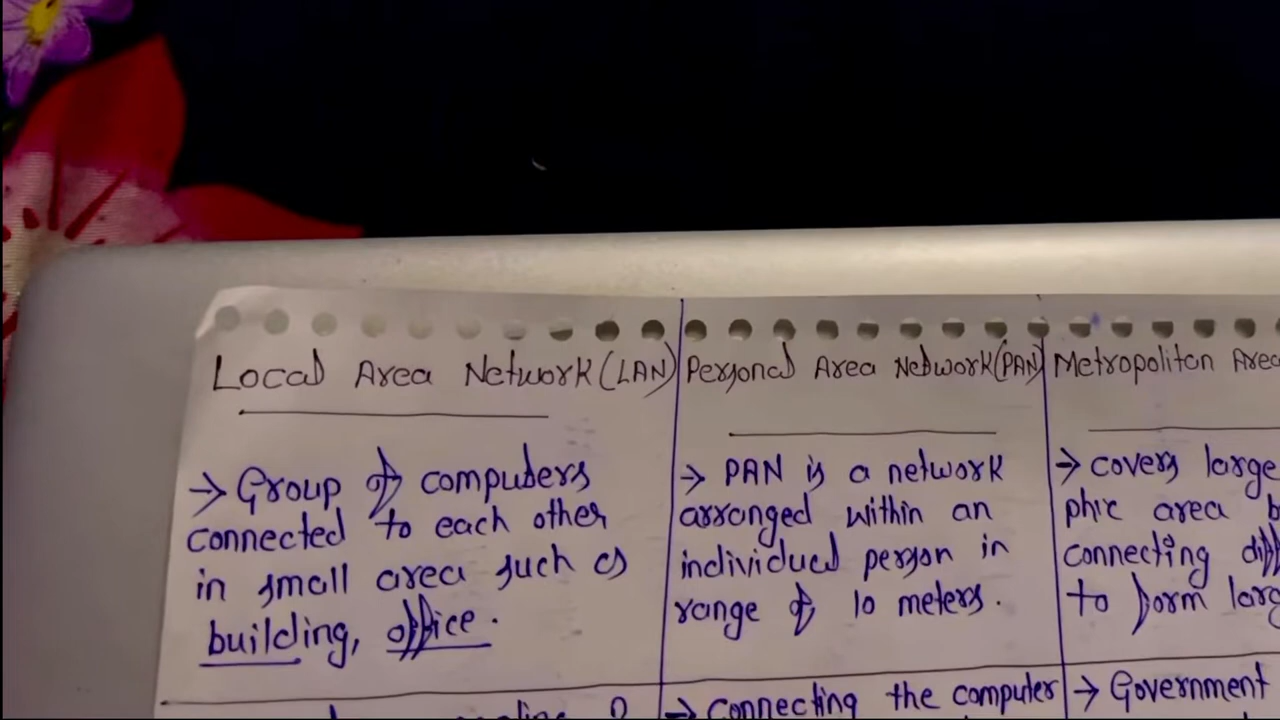 Local Area Network (LAN)
→ Group of computers
connected to each other
in small area such as
building, office.
Personal Area Network (PAN)
→ PAN is a network
arranged within an
individual person in
range of 10 meters.
→ Connecting the computer
Metropolitan Area
→ covers large
phic area
connecting
to form
→ Government